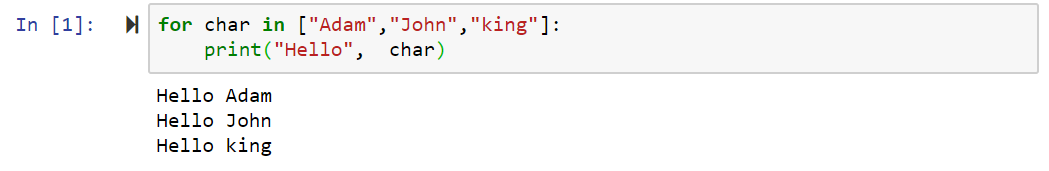 In [1]: for char in ["Adam","John","king"]:
    print("Hello",  char)
Hello Adam
Hello John
Hello king